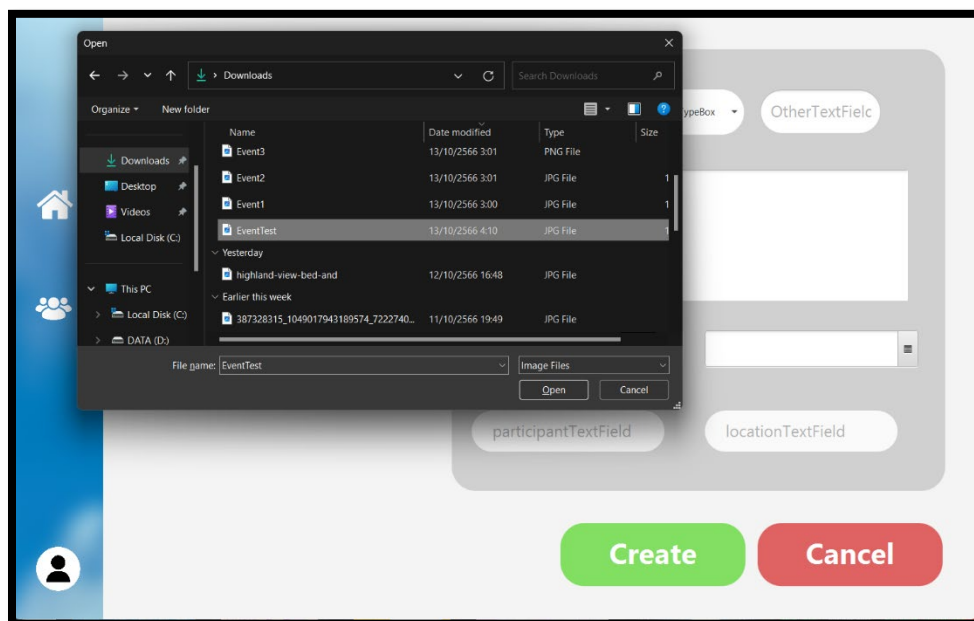 Open
Downloads
Search Downloads
Organize
New folder
Name Date modified Type Size
Event3 13/10/2566 3:01 PNG File
Event2 13/10/2566 3:01 JPG File 1
Event1 13/10/2566 3:00 JPG File 1
EventTest 13/10/2566 4:10 JPG File 1
Yesterday
highland-view-bed-and 12/10/2566 16:48 JPG File
Earlier this week
387328315_1049017943189574_7222740... 11/10/2566 19:49 JPG File
Downloads
Desktop
Videos
Local Disk (C:)
This PC
Local Disk (C:)
DATA (D:)
File name: EventTest
Image Files
Open
Cancel
ypeBox
OtherTextFielc
participantTextField
locationTextField
Create
Cancel